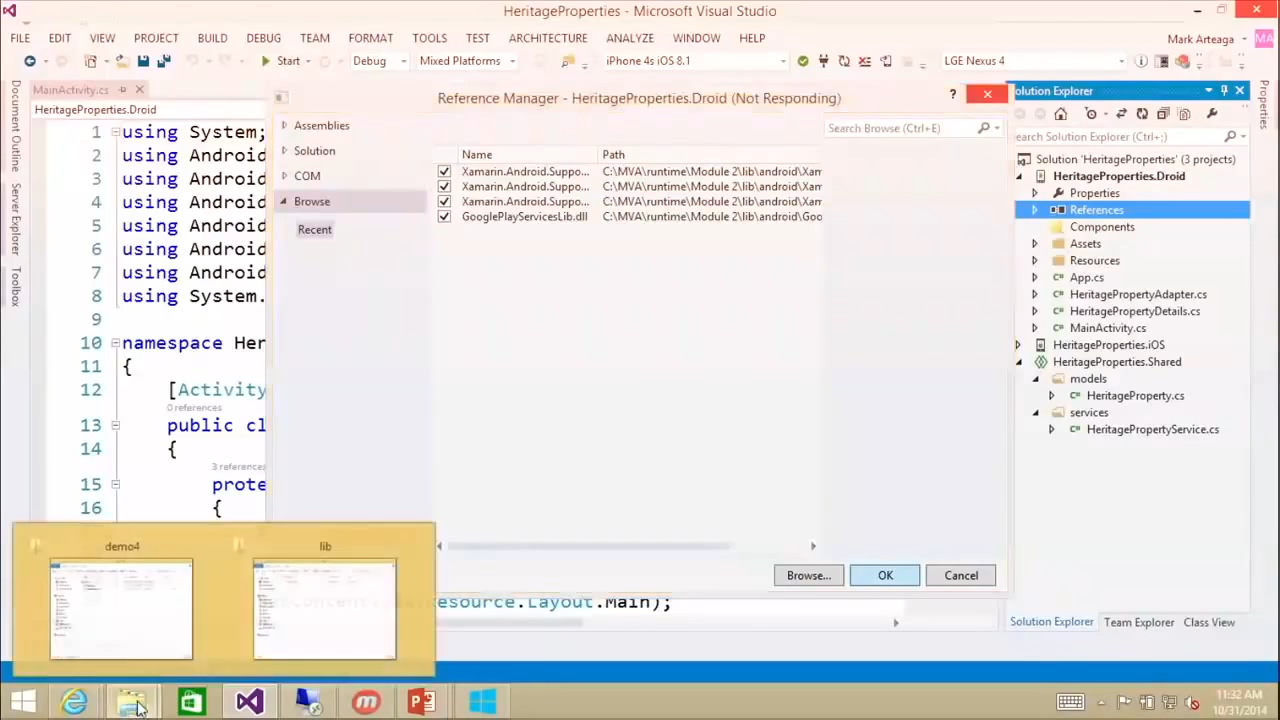 HeritageProperties - Microsoft Visual Studio
FILE EDIT VIEW PROJECT BUILD DEBUG TEAM FORMAT TOOLS TEST ARCHITECTURE ANALYZE WINDOW HELP
Mark Arteaga MA
Start Debug Mixed Platforms iPhone 4s iOS 8.1 LGE Nexus 4
MainActivity.cs
HeritageProperties.Droid
Document Outline
Server Explorer
Toolbox
1 using System;
2 using Android
3 using Android
4 using Android
5 using Android
6 using Android
7 using Android
8 using System.
9
10 namespace Her
11 {
12 [Activity
0 references
13 public cl
14 {
3 references
15 prote
16 {
Resource.Layout.Main);
Reference Manager - HeritageProperties.Droid (Not Responding)
?
Assemblies
Solution
COM
Browse
Recent
Search Browse (Ctrl+E)
Name Path
Xamarin.Android.Suppo... C:\MVA\runtime\Module 2\lib\android\Xam
Xamarin.Android.Suppo... C:\MVA\runtime\Module 2\lib\android\Xam
Xamarin.Android.Suppo... C:\MVA\runtime\Module 2\lib\android\Xam
GooglePlayServicesLib.dll C:\MVA\runtime\Module 2\lib\android\Goo
Browse... OK Cancel
Solution Explorer
earch Solution Explorer (Ctrl+;)
Solution 'HeritageProperties' (3 projects)
HeritageProperties.Droid
Properties
References
Components
Assets
Resources
App.cs
HeritagePropertyAdapter.cs
HeritagePropertyDetails.cs
MainActivity.cs
HeritageProperties.iOS
HeritageProperties.Shared
models
HeritageProperty.cs
services
HeritagePropertyService.cs
Solution Explorer Team Explorer Class View
Properties
demo4 lib
11:32 AM
10/31/2014